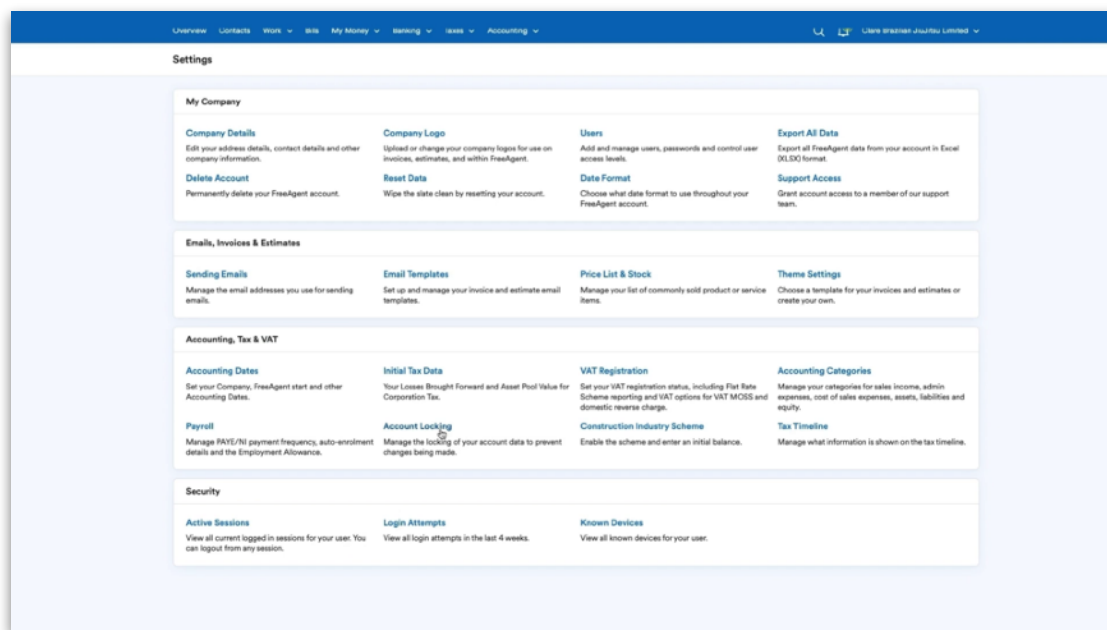 Overview Contacts Work Bills My Money Banking Taxes Accounting
Clare Brazilian JiuJitsu Limited
Settings
My Company
Company Details
Edit your address details, contact details and other
company information.
Company Logo
Upload or change your company logos for use on
invoices, estimates, and within FreeAgent.
Users
Add and manage users, passwords and control user
access levels.
Export All Data
Export all FreeAgent data from your account in Excel
(XLSX) format.
Delete Account
Permanently delete your FreeAgent account.
Reset Data
Wipe the slate clean by resetting your account.
Date Format
Choose what date format to use throughout your
FreeAgent account.
Support Access
Grant account access to a member of our support
team.
Emails, Invoices & Estimates
Sending Emails
Manage the email addresses you use for sending
emails.
Email Templates
Set up and manage your invoice and estimate email
templates.
Price List & Stock
Manage your list of commonly sold product or service
items.
Theme Settings
Choose a template for your invoices and estimates or
create your own.
Accounting, Tax & VAT
Accounting Dates
Set your Company, FreeAgent start and other
Accounting Dates.
Initial Tax Data
Your Losses Brought Forward and Asset Pool Value for
Corporation Tax.
VAT Registration
Set your VAT registration status, including Flat Rate
Scheme reporting and VAT options for VAT MOSS and
domestic reverse charge.
Accounting Categories
Manage your categories for sales income, admin
expenses, cost of sales expenses, assets, liabilities and
equity.
Payroll
Manage PAYE/NI payment frequency, auto-enrolment
details and the Employment Allowance.
Account Locking
Manage the locking of your account data to prevent
changes being made.
Construction Industry Scheme
Enable the scheme and enter an initial balance.
Tax Timeline
Manage what information is shown on the tax timeline.
Security
Active Sessions
View all current logged in sessions for your user. You
can logout from any session.
Login Attempts
View all login attempts in the last 4 weeks.
Known Devices
View all known devices for your user.